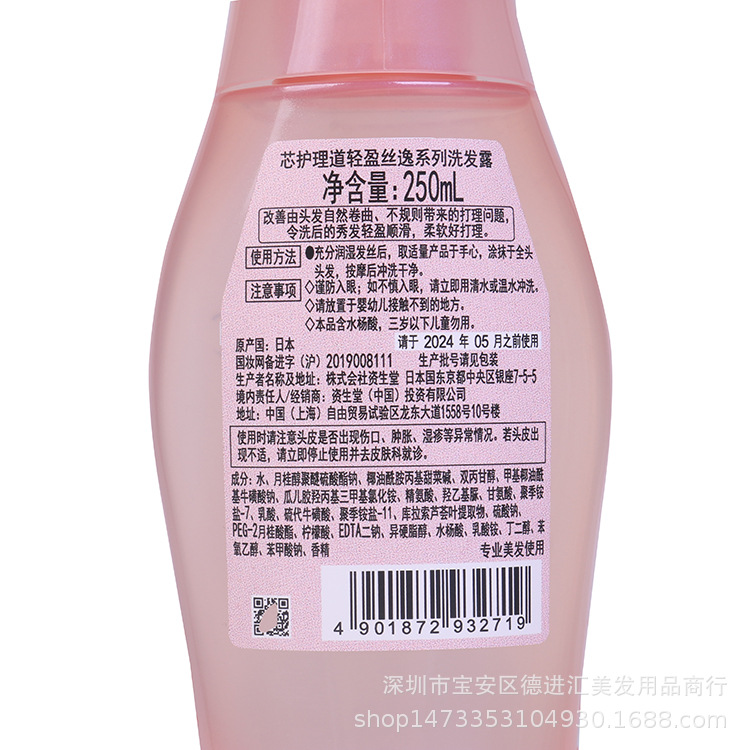 芯护理道轻盈丝逸系列洗发露
净含量:250mL
改善由头发自然卷曲、不规则带来的打理问题,
令洗后的秀发轻盈顺滑,柔软好打理。
使用方法 ●充分润湿发丝后,取适量产品于手心,涂抹于全头
头发,按摩后冲洗干净。
注意事项 ◇谨防入眼;如不慎入眼,请立即用清水或温水冲洗。
◇请放置于婴幼儿接触不到的地方。
◇本品含水杨酸,三岁以下儿童勿用。
原产国:日本 请于 2024 年 05 月之前使用
国妆网备进字(沪)2019008111 生产批号请见包装
生产者名称及地址:株式会社资生堂 日本国东京都中央区银座7-5-5
境内责任人/经销商:资生堂(中国)投资有限公司
地址:中国(上海)自由贸易试验区龙东大道1558号10号楼
使用时请注意头皮是否出现伤口、肿胀、湿疹等异常情况。若头皮出
现不适,请立即停止使用并去皮肤科就诊。
成分:水、月桂醇聚醚硫酸酯钠、椰油酰胺丙基甜菜碱、双丙甘醇、甲基椰油酰
基牛磺酸钠、瓜儿胶羟丙基三甲基氯化铵、精氨酸、羟乙基脲、甘氨酸、聚季铵
盐-7、乳酸、硫代牛磺酸、聚季铵盐-11、库拉索芦荟叶提取物、硫酸钠、
PEG-2月桂酸酯、柠檬酸、EDTA二钠、异硬脂醇、水杨酸、乳酸铵、丁二醇、苯
氧乙醇、苯甲酸钠、香精
专业美发使用
4 901872 932719
深圳市宝安区德进汇美发用品商行
shop1473353104930.1688.com